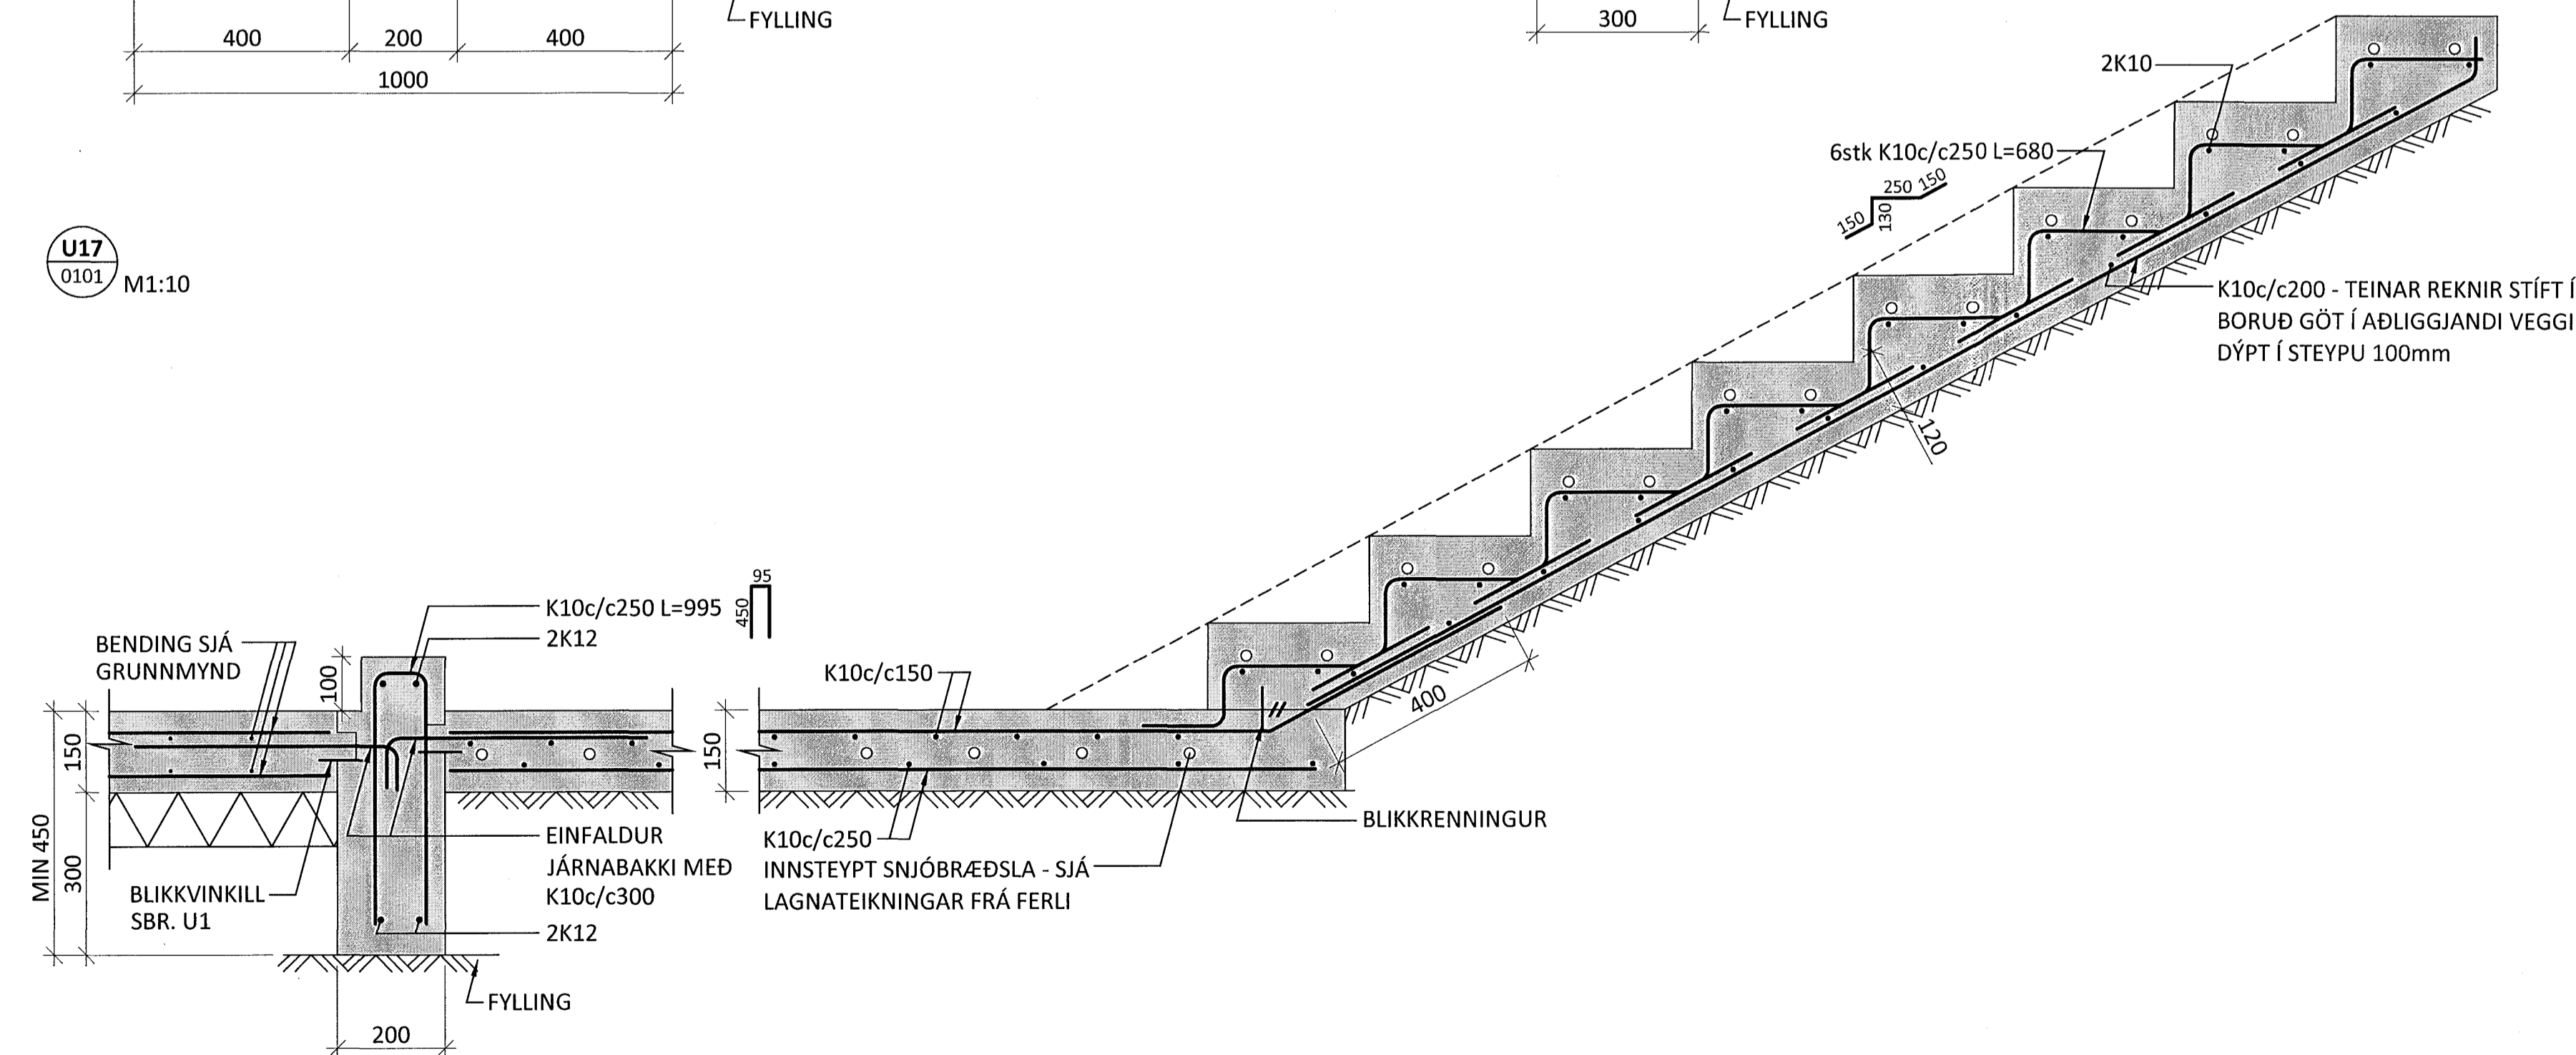 FYLLING
400
200
400
1000
300
FYLLING
U17
0101
M1:10
2K10
6stk K10c/c250 L=680
150
130
250
150
K10c/c200 - TEINAR REKNIR STÍFT Í
BORUÐ GÖT Í AÐLIGGJANDI VEGGI
DÝPT Í STEYPU 100mm
120
400
BENDING SJÁ
GRUNNMYND
100
K10c/c250 L=995
2K12
95
450
K10c/c150
MIN 450
150
300
150
EINFALDUR
JÁRNABAKKI MEÐ
K10c/c300
2K12
BLIKKVINKILL
SBR. U1
K10c/c250
INNSTEYPT SNJÓBRÆÐSLA - SJÁ
LAGNATEIKNINGAR FRÁ FERLI
BLIKKRENNINGUR
FYLLING
200